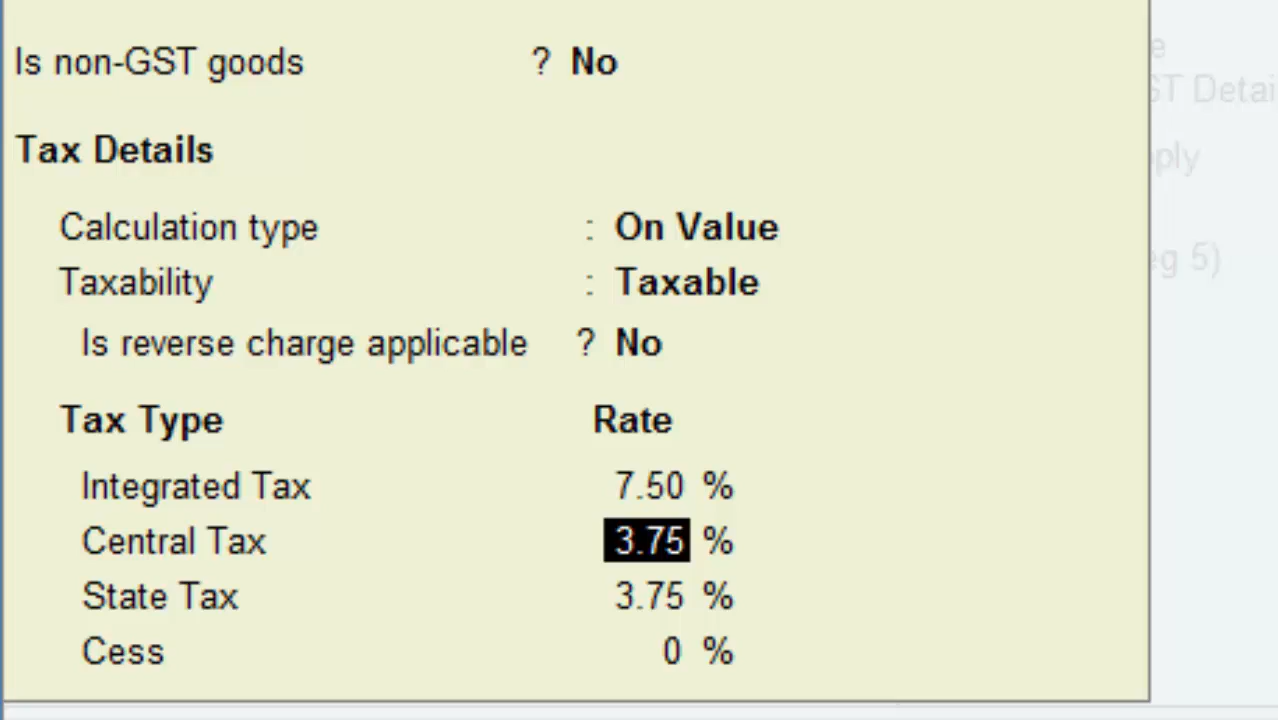 Is non-GST goods ? No
Tax Details
Calculation type : On Value
Taxability : Taxable
Is reverse charge applicable ? No
Tax Type Rate
Integrated Tax 7.50 %
Central Tax 3.75 %
State Tax 3.75 %
Cess 0 %